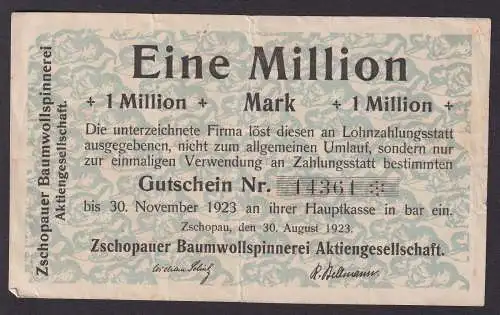 Zschopauer Baumwollspinnerei
Aktiengesellschaft.
Eine Million
+ 1 Million + Mark + 1 Million +
Die unterzeichnete Firma löst diesen an Lohnzahlungsstatt
ausgegebenen, nicht zum allgemeinen Umlauf, sondern nur
zur einmaligen Verwendung an Zahlungsstatt bestimmten
Gutschein Nr. 14361 *
bis 30. November 1923 an ihrer Hauptkasse in bar ein.
Zschopau, den 30. August 1923.
Zschopauer Baumwollspinnerei Aktiengesellschaft.